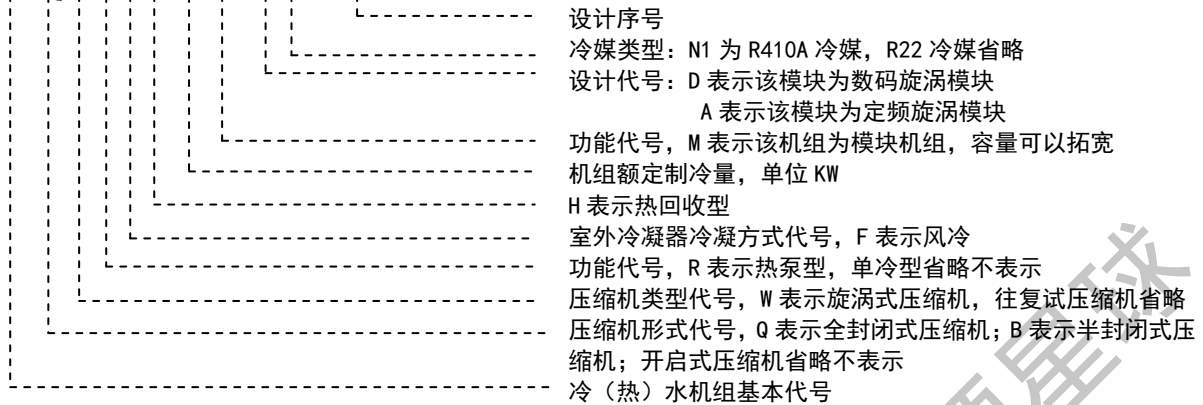 设计序号
冷媒类型：N1 为 R410A 冷媒，R22 冷媒省略
设计代号：D 表示该模块为数码旋涡模块
A 表示该模块为定频旋涡模块
功能代号，M 表示该机组为模块机组，容量可以拓宽
机组额定制冷量，单位 KW
H 表示热回收型
室外冷凝器冷凝方式代号，F 表示风冷
功能代号，R 表示热泵型，单冷型省略不表示
压缩机类型代号，W 表示旋涡式压缩机，往复试压缩机省略
压缩机形式代号，Q 表示全封闭式压缩机；B 表示半封闭式压
缩机；开启式压缩机省略不表示
冷（热）水机组基本代号
星球